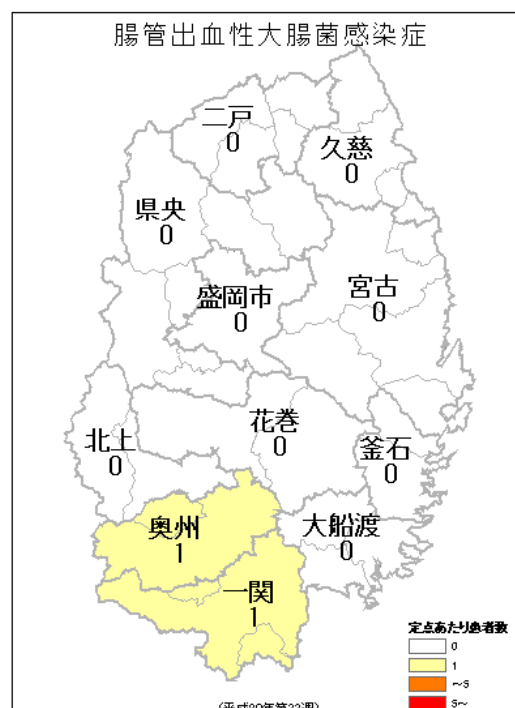 腸管出血性大腸菌感染症
二戸
0
久慈
0
県央
0
宮古
0
盛岡市
0
花巻
0
北上
0
釜石
0
奥州
1
大船渡
0
一関
1
定点あたり患者数
0
1
～5
5～